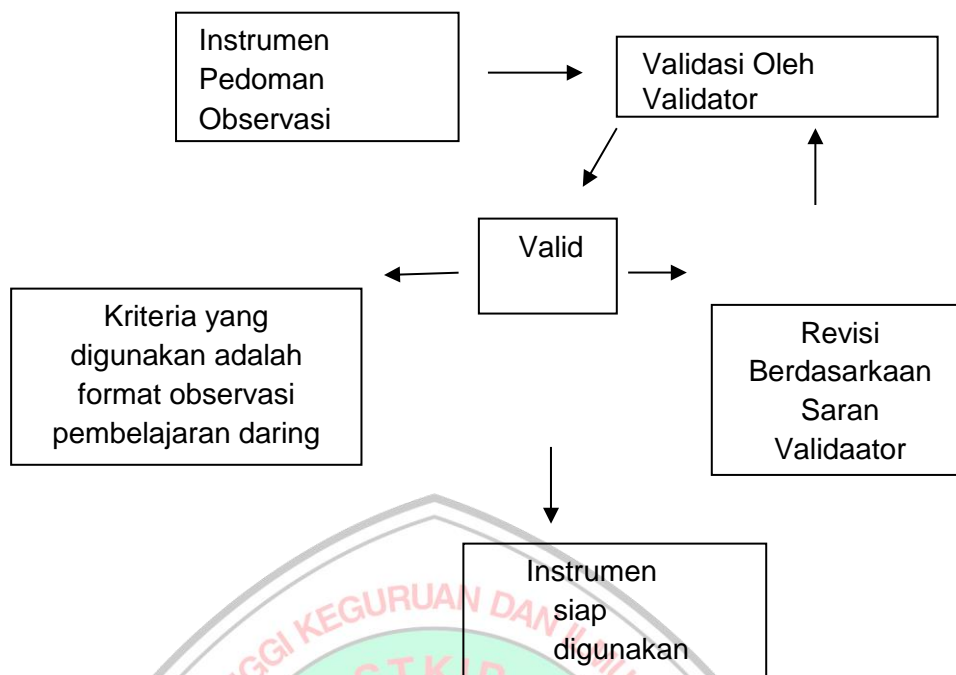 Instrumen
Pedoman
Observasi
Validasi Oleh
Validator
Valid
Kriteria yang
digunakan adalah
format observasi
pembelajaran daring
Revisi
Berdasarkaan
Saran
Validaator
Instrumen
siap
digunakan
KEGURUAN DAN